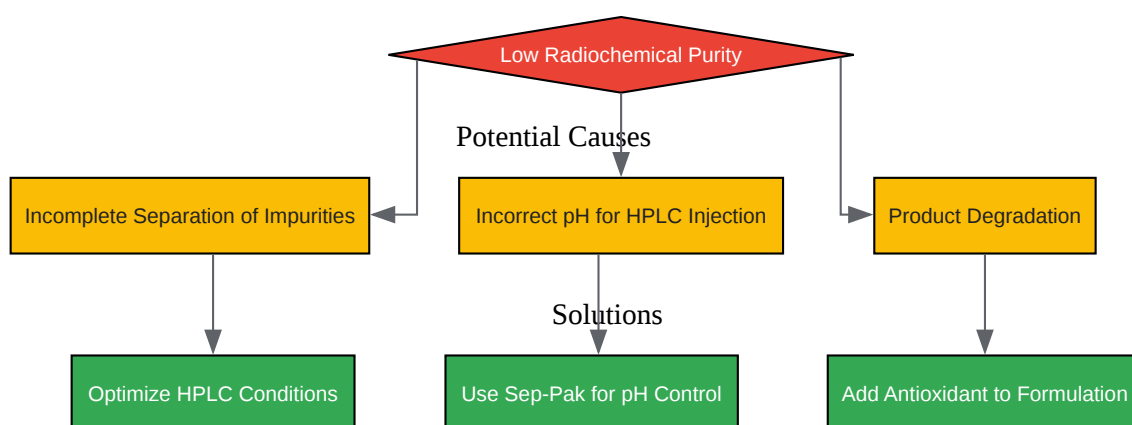 Low Radiochemical Purity
Potential Causes
Incomplete Separation of Impurities
Incorrect pH for HPLC Injection
Product Degradation
Solutions
Optimize HPLC Conditions
Use Sep-Pak for pH Control
Add Antioxidant to Formulation